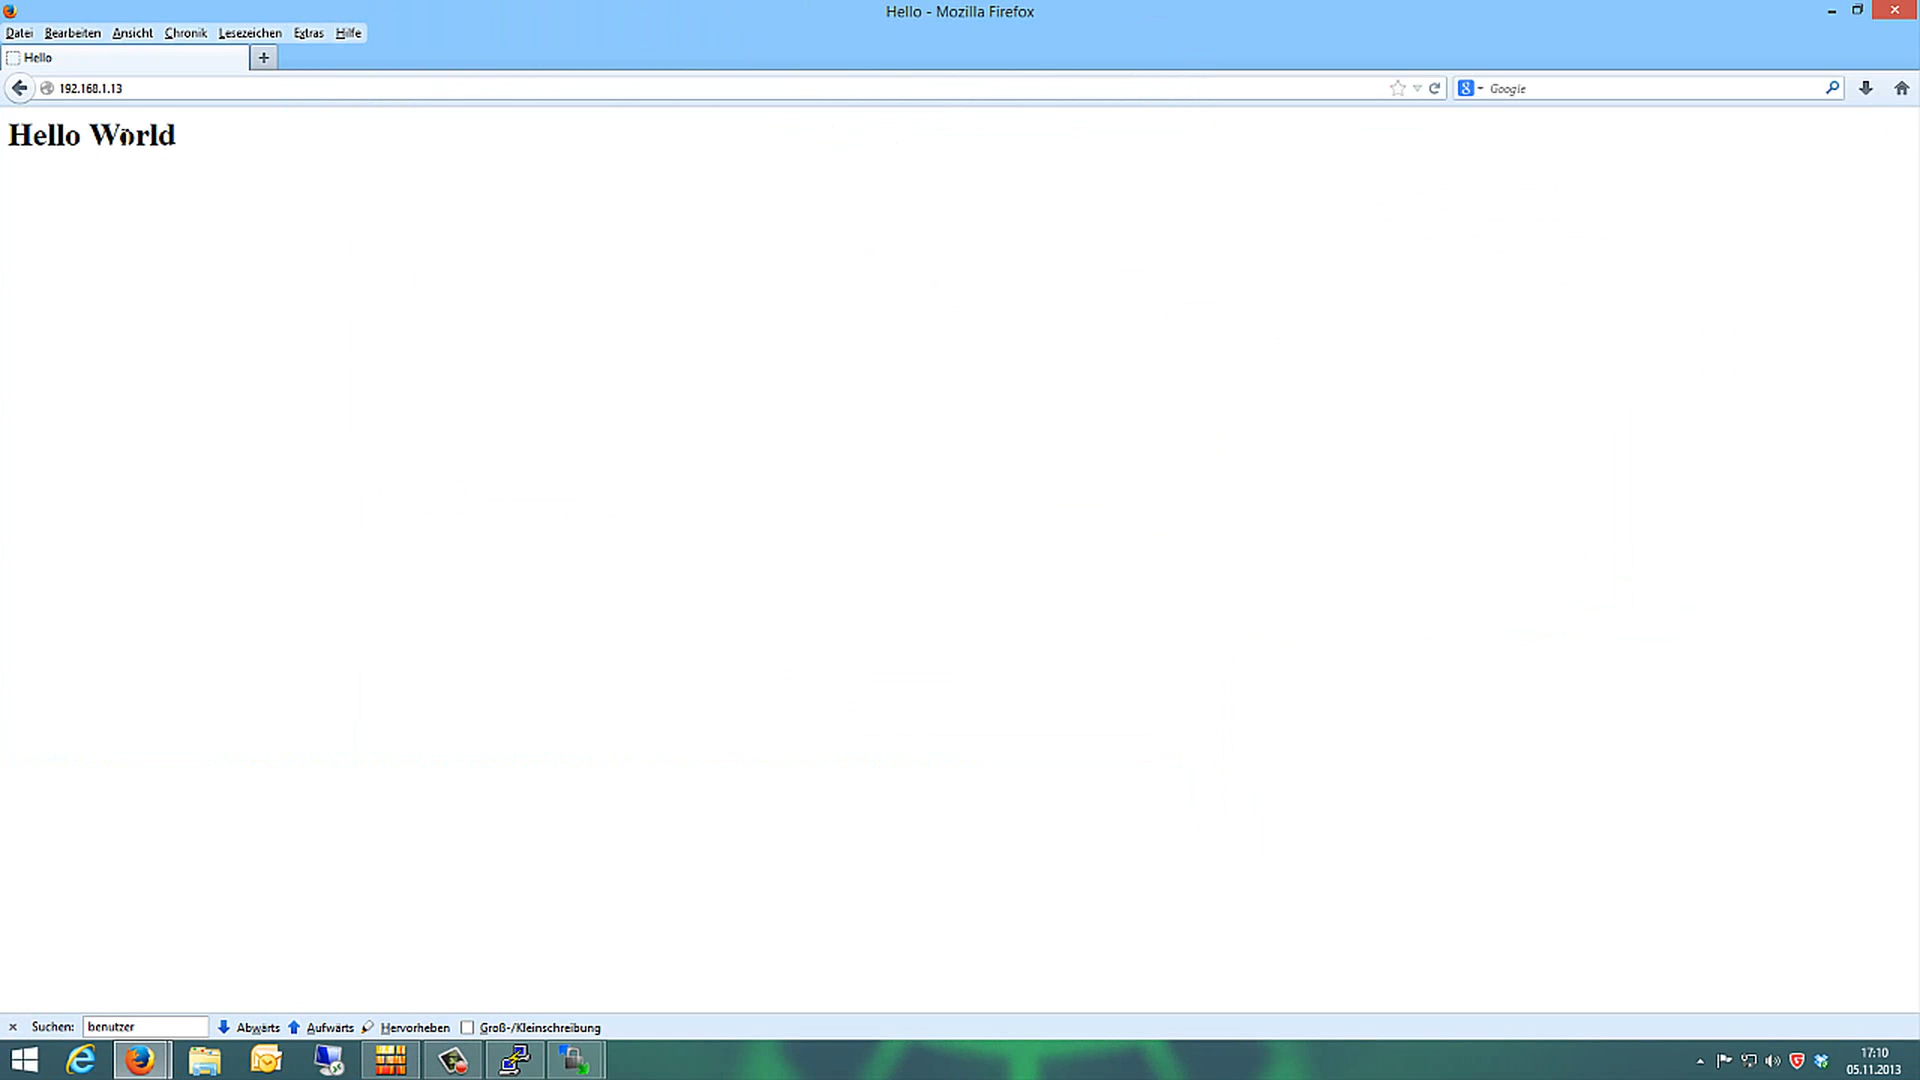 Hello - Mozilla Firefox
Datei Bearbeiten Ansicht Chronik Lesezeichen Extras Hilfe
Hello
192.168.1.13
8 Google
Hello World
Suchen: benutzer Abwärts Aufwärts Hervorheben Groß-/Kleinschreibung
17:10
05.11.2013